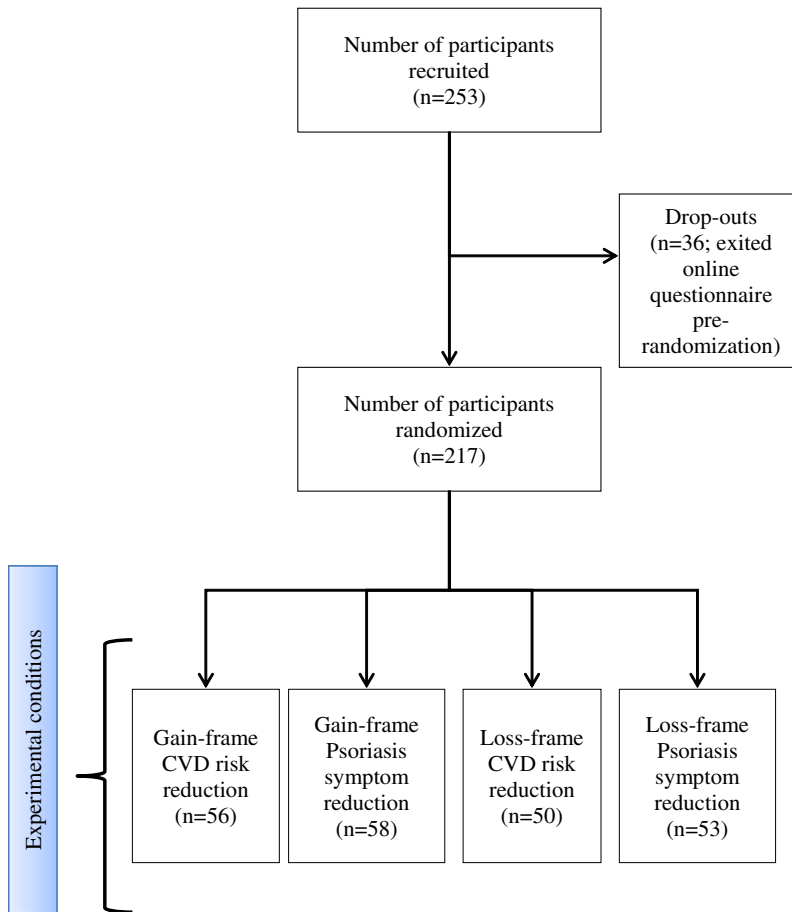 Number of participants
recruited
(n=253)
Drop-outs
(n=36; exited
online
questionnaire
pre-
randomization)
Number of participants
randomized
(n=217)
Experimental conditions
Gain-frame
CVD risk
reduction
(n=56)
Gain-frame
Psoriasis
symptom
reduction
(n=58)
Loss-frame
CVD risk
reduction
(n=50)
Loss-frame
Psoriasis
symptom
reduction
(n=53)